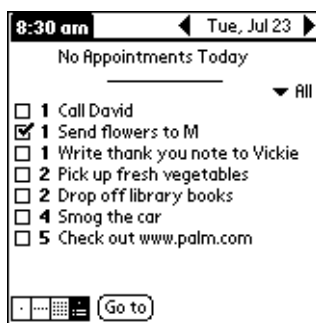 8:30 am Tue, Jul 23
No Appointments Today
All
1 Call David
1 Send flowers to M
1 Write thank you note to Vickie
2 Pick up fresh vegetables
2 Drop off library books
4 Smog the car
5 Check out www.palm.com
Go to